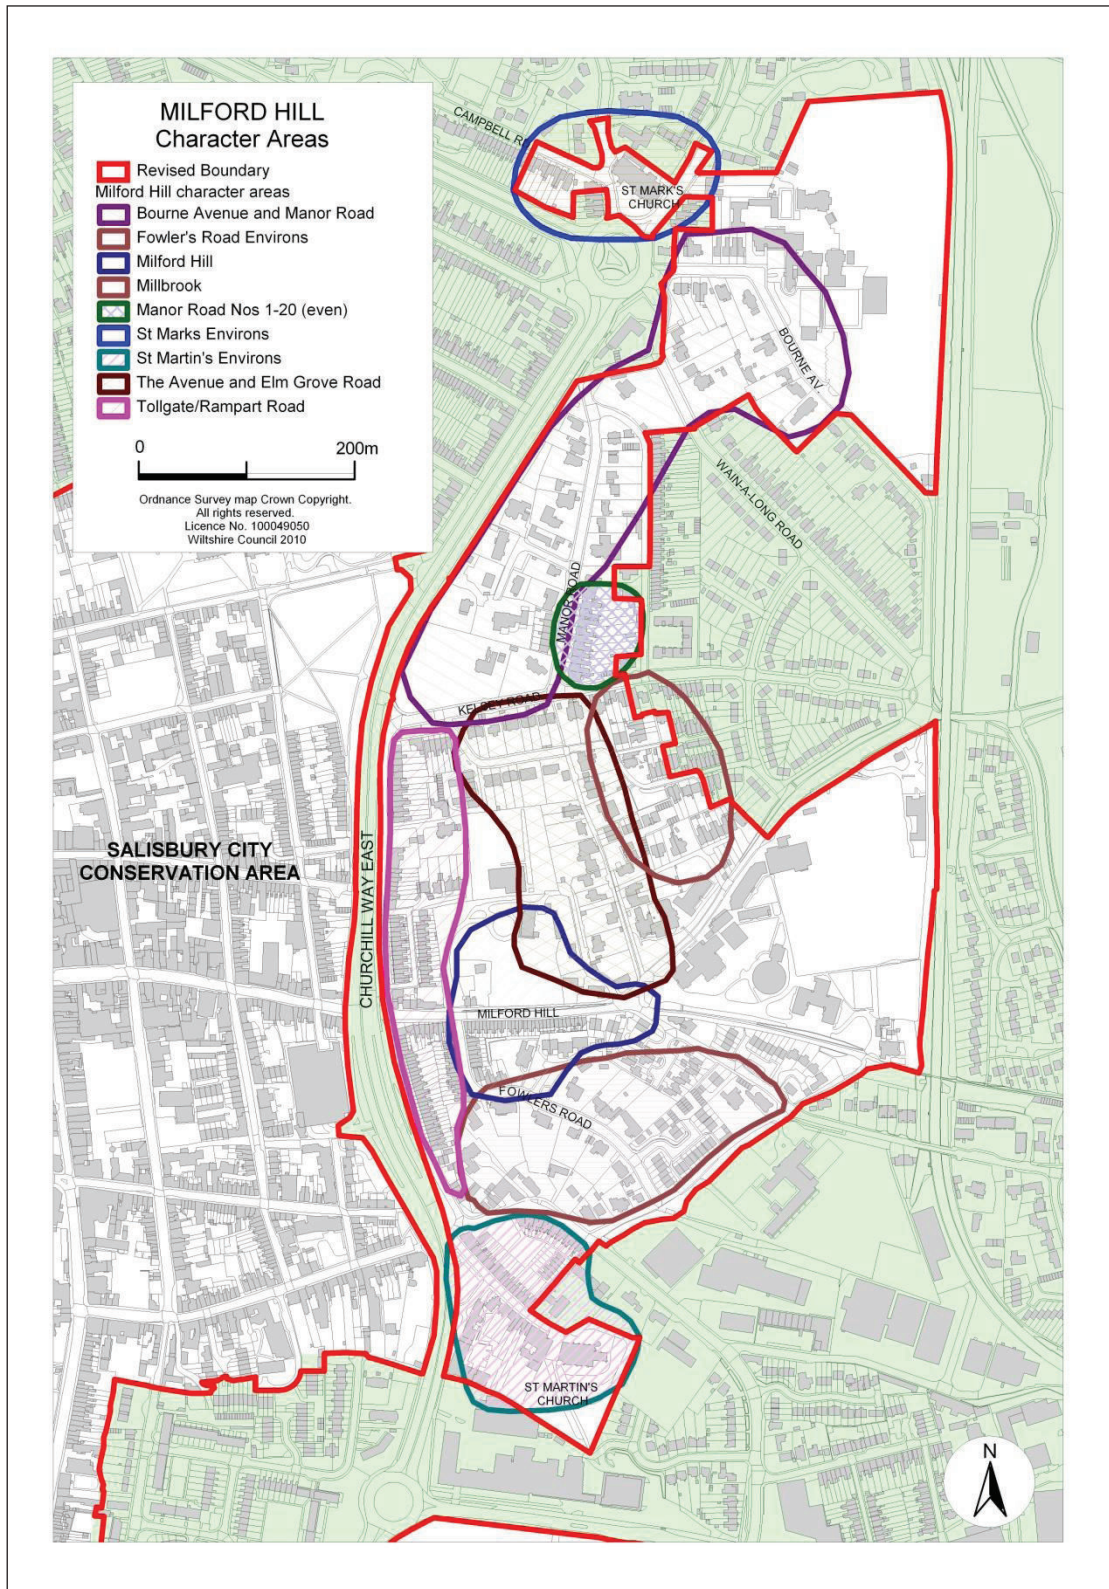 MILFORD HILL
Character Areas
Revised Boundary
Milford Hill character areas
Bourne Avenue and Manor Road
Fowler's Road Environs
Milford Hill
Millbrook
Manor Road Nos 1-20 (even)
St Marks Environs
St Martin's Environs
The Avenue and Elm Grove Road
Tollgate/Rampart Road
0 200m
Ordnance Survey map Crown Copyright.
All rights reserved.
Licence No. 100049050
Wiltshire Council 2010
CAMPBELL RD
ST MARK'S
CHURCH
BOURNE AV.
WAIN-A-LONG ROAD
MANOR ROAD
KELSEY ROAD
SALISBURY CITY
CONSERVATION AREA
CHURCHILL WAY EAST
MILFORD HILL
FOWLERS ROAD
ST MARTIN'S
CHURCH
N